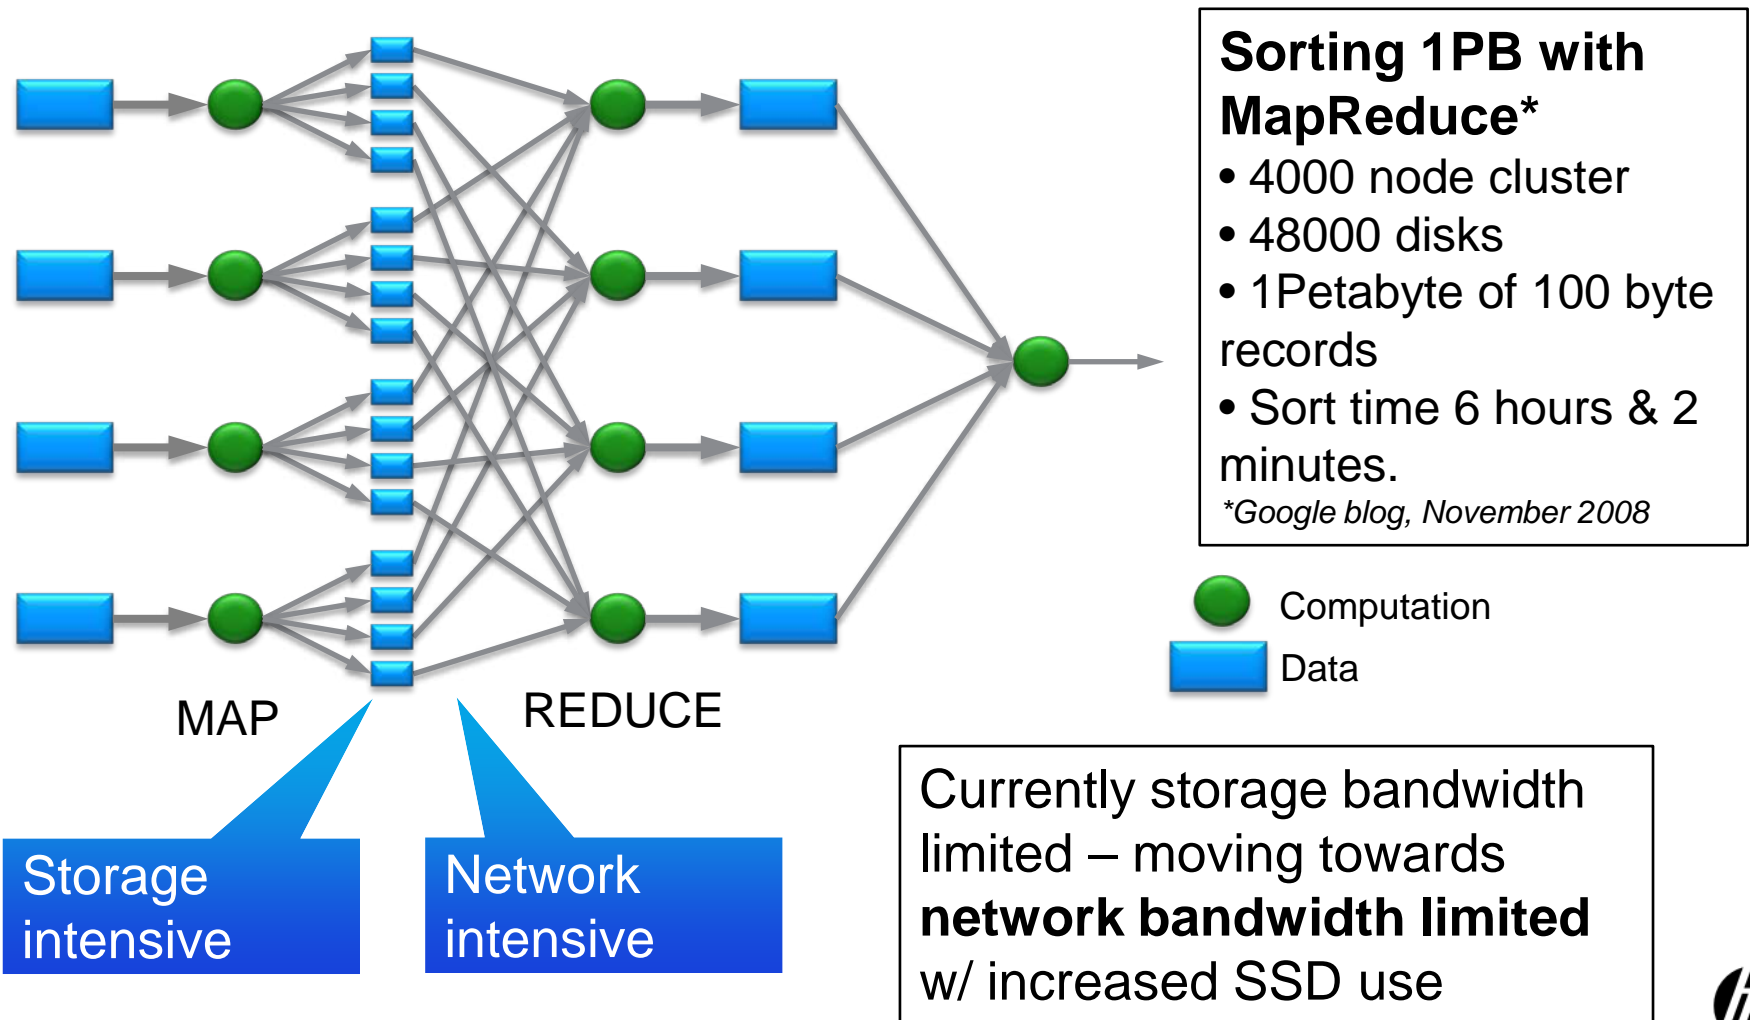 Sorting 1PB with
MapReduce*
• 4000 node cluster
• 48000 disks
• 1Petabyte of 100 byte
records
• Sort time 6 hours & 2
minutes.
*Google blog, November 2008
Computation
Data
MAP
REDUCE
Storage
intensive
Network
intensive
Currently storage bandwidth
limited – moving towards
network bandwidth limited
w/ increased SSD use